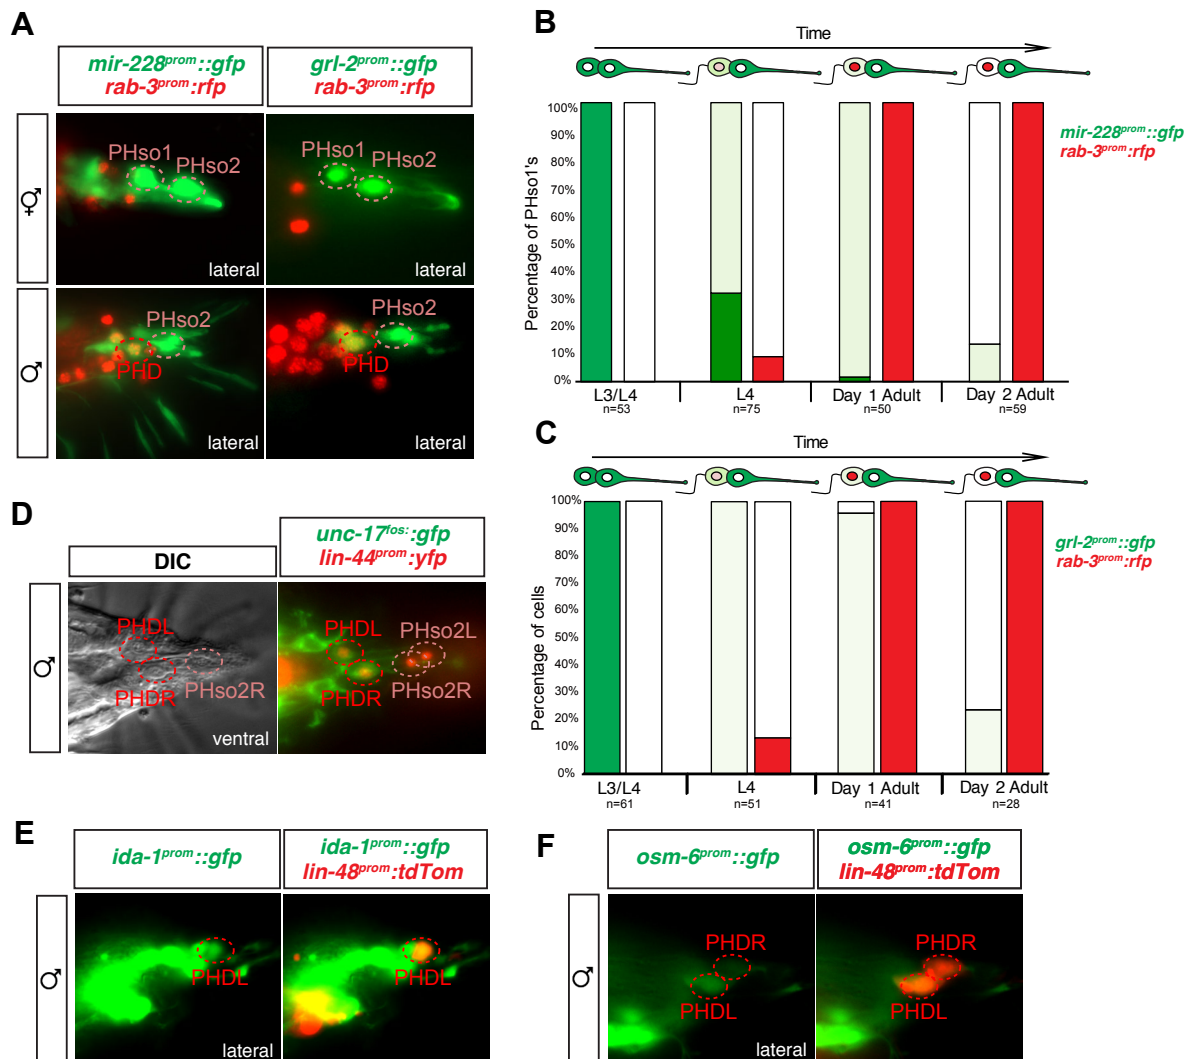 A
mir-228prom::gfp
rab-3prom:rfp
grl-2prom::gfp
rab-3prom:rfp
⚥
PHso1
PHso2
lateral
PHso1
PHso2
lateral
♂
PHso2
PHD
lateral
PHso2
PHD
lateral
B
Time
Percentage of PHso1's
100%
90%
80%
70%
60%
50%
40%
30%
20%
10%
0%
L3/L4
n=53
L4
n=75
Day 1 Adult
n=50
Day 2 Adult
n=59
mir-228prom::gfp
rab-3prom:rfp
C
Time
Percentage of cells
100%
90%
80%
70%
60%
50%
40%
30%
20%
10%
0%
L3/L4
n=61
L4
n=51
Day 1 Adult
n=41
Day 2 Adult
n=28
grl-2prom::gfp
rab-3prom:rfp
D
DIC
unc-17fos::gfp
lin-44prom:yfp
♂
PHDL
PHDR
PHso2R
ventral
PHDL
PHDR
PHso2L
PHso2R
E
ida-1prom::gfp
ida-1prom::gfp
lin-48prom:tdTom
♂
PHDL
lateral
PHDL
F
osm-6prom::gfp
osm-6prom::gfp
lin-48prom:tdTom
♂
PHDR
PHDL
lateral
PHDR
PHDL